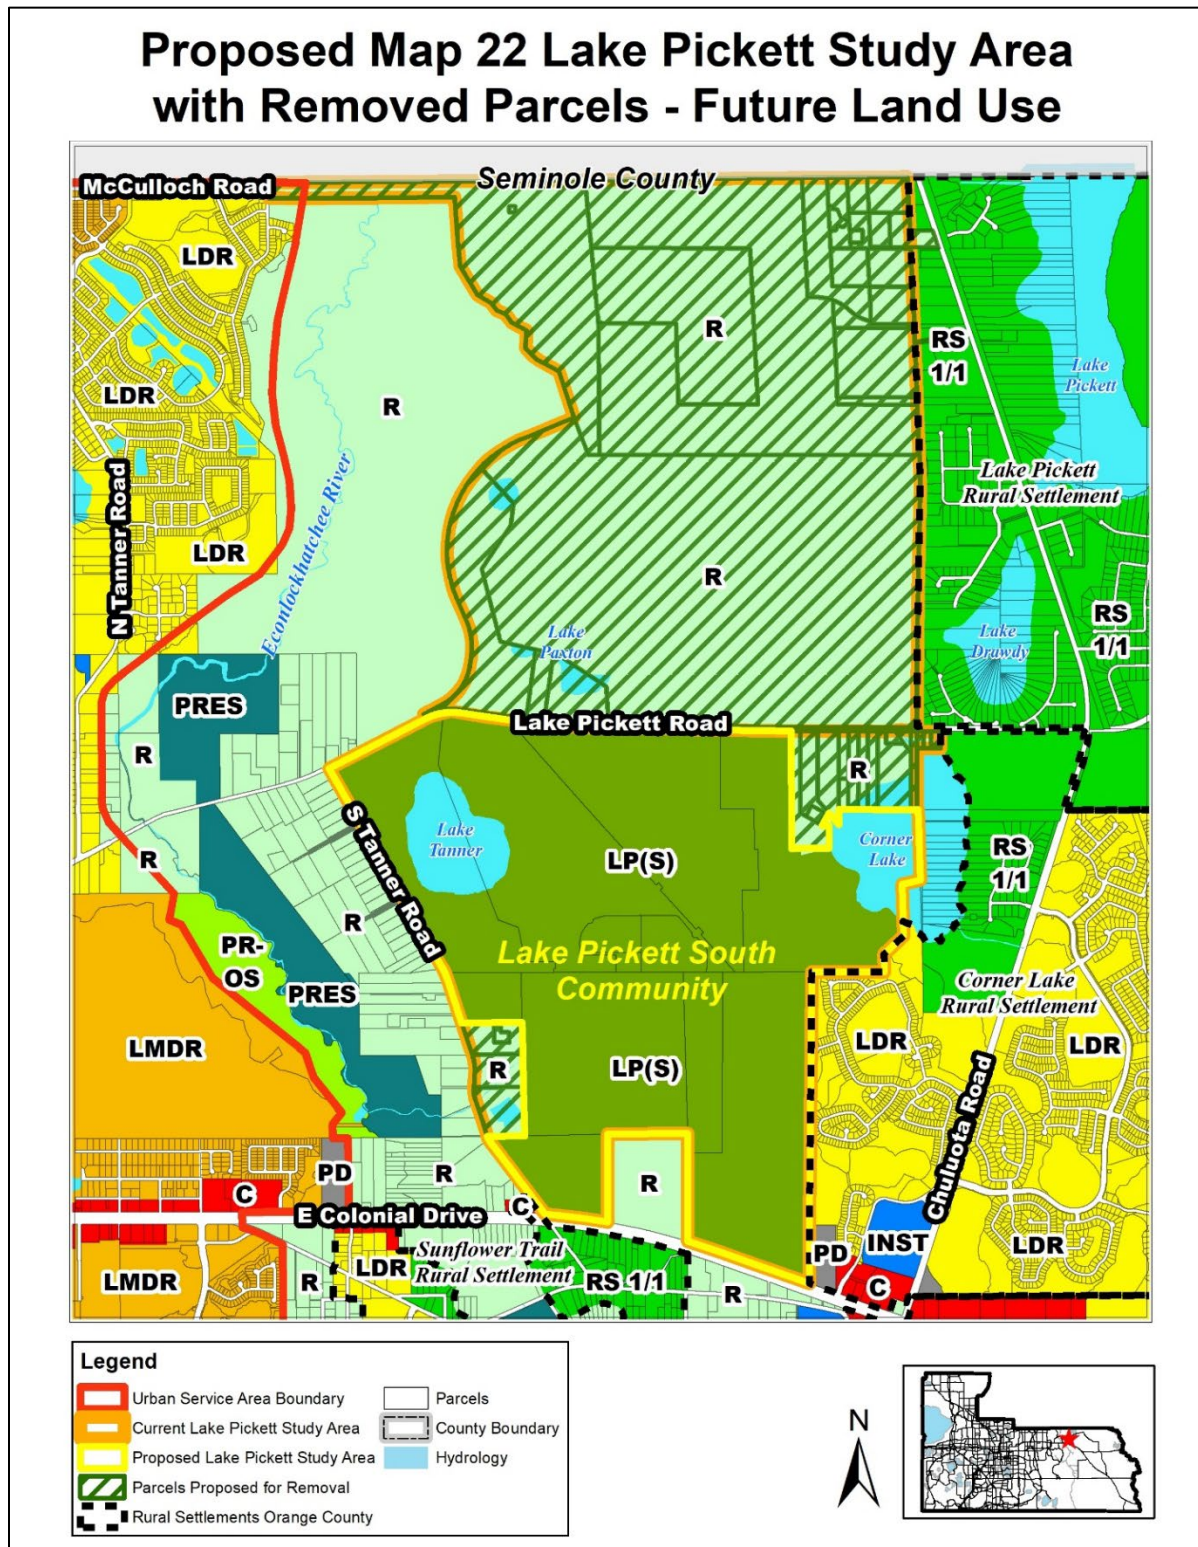 Proposed Map 22 Lake Pickett Study Area
with Removed Parcels - Future Land Use
McCulloch Road
Seminole County
LDR
R
R
RS
1/1
Lake
Pickett
LDR
N Tanner Road
LDR
Econlockhatchee River
Lake Pickett
Rural Settlement
R
RS
1/1
Lake
Paxton
Lake
Drawdy
PRES
R
Lake Pickett Road
R
Lake
Tanner
S Tanner Road
LP(S)
Corner
Lake
RS
1/1
R
R
PR-
OS
PRES
Lake Pickett South
Community
Corner Lake
Rural Settlement
LMDR
LDR
LDR
R
LP(S)
Chuluota Road
PD
R
R
C
C
E Colonial Drive
Sunflower Trail
Rural Settlement
LMDR
R
LDR
RS 1/1
R
PD
INST
C
LDR
Legend
Urban Service Area Boundary
Current Lake Pickett Study Area
Proposed Lake Pickett Study Area
Parcels Proposed for Removal
Rural Settlements Orange County
Parcels
County Boundary
Hydrology
N